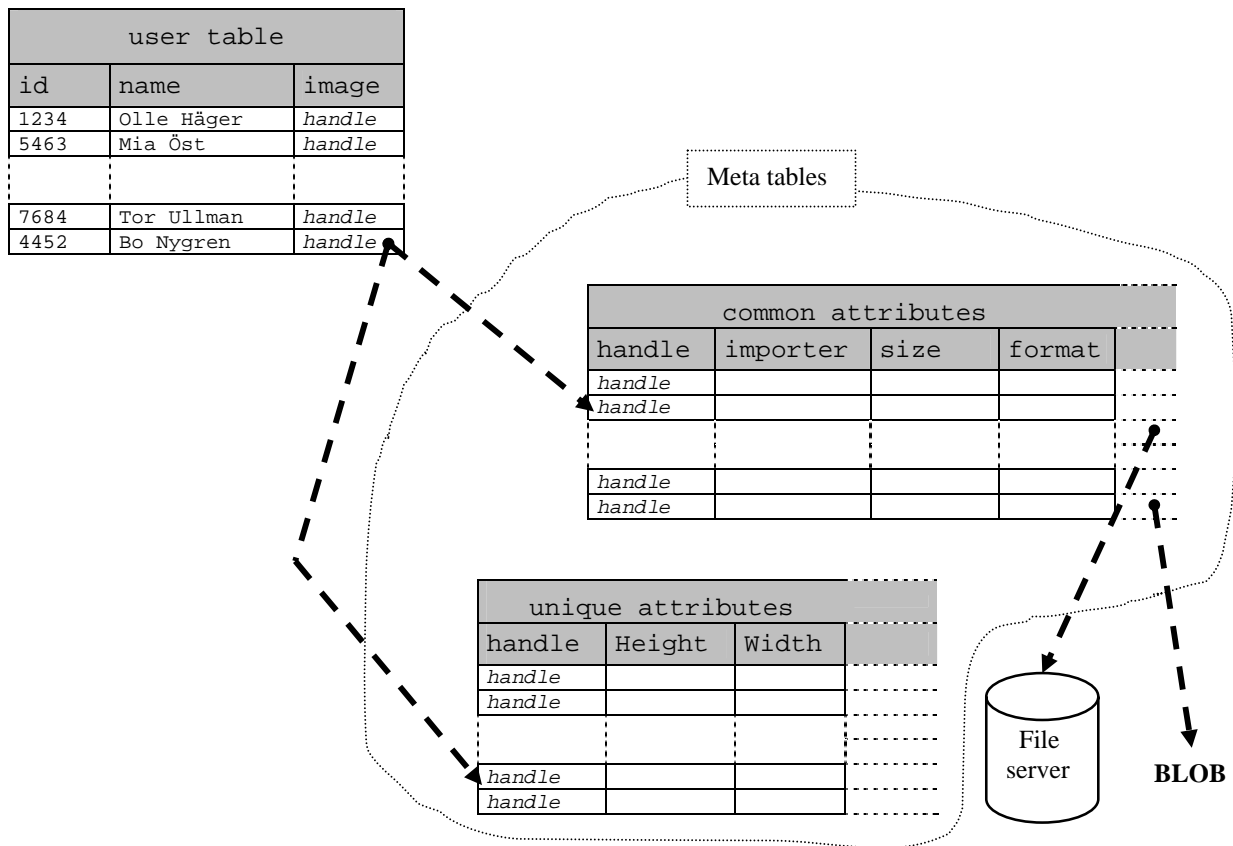 user table
id name image
1234 Olle Häger handle
5463 Mia Öst handle
7684 Tor Ullman handle
4452 Bo Nygren handle
Meta tables
common attributes
handle importer size format
handle
handle
handle
handle
unique attributes
handle Height Width
handle
handle
handle
handle
File
server
BLOB